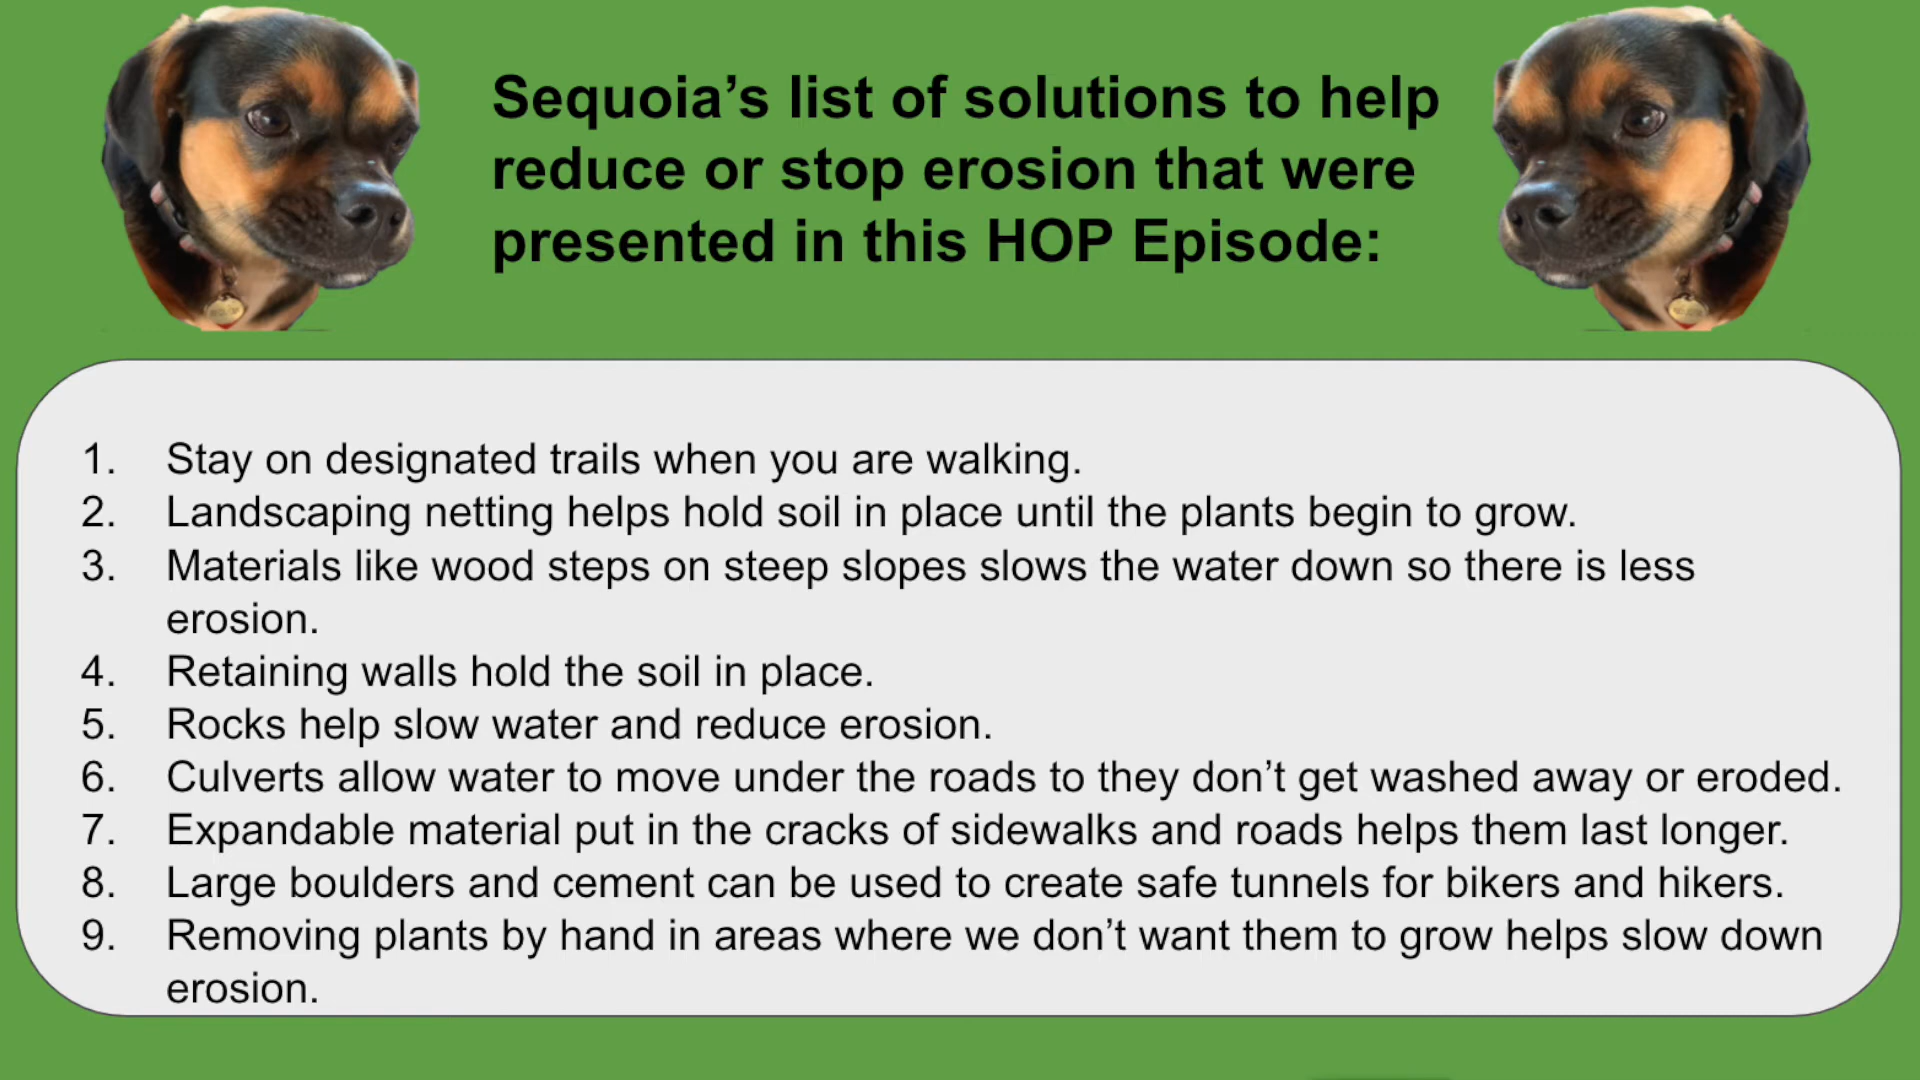 Sequoia’s list of solutions to help
reduce or stop erosion that were
presented in this HOP Episode:
1. Stay on designated trails when you are walking.
2. Landscaping netting helps hold soil in place until the plants begin to grow.
3. Materials like wood steps on steep slopes slows the water down so there is less
erosion.
4. Retaining walls hold the soil in place.
5. Rocks help slow water and reduce erosion.
6. Culverts allow water to move under the roads to they don’t get washed away or eroded.
7. Expandable material put in the cracks of sidewalks and roads helps them last longer.
8. Large boulders and cement can be used to create safe tunnels for bikers and hikers.
9. Removing plants by hand in areas where we don’t want them to grow helps slow down
erosion.